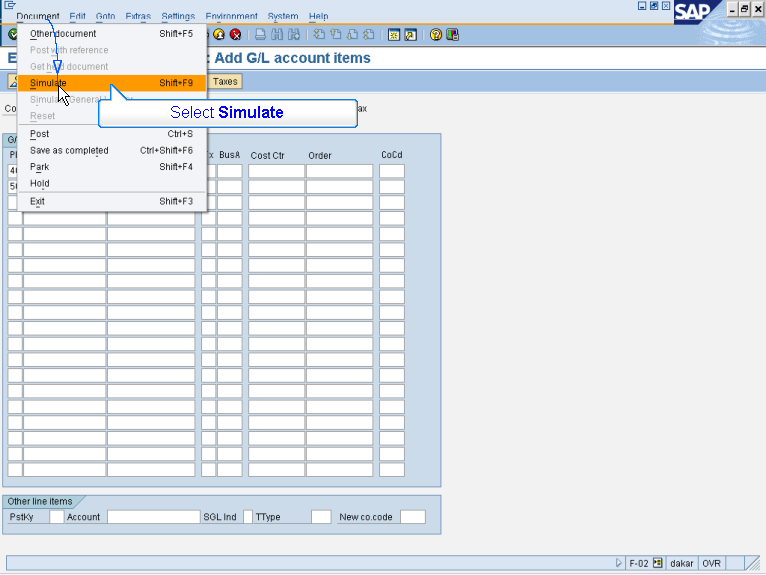 Document Edit Goto Extras Settings Environment System Help
SAP
Other document Shift+F5
Post with reference
Get held document
: Add G/L account items
Simulate Shift+F9
Taxes
Select Simulate
Reset
Post Ctrl+S
Save as completed Ctrl+Shift+F6
Park Shift+F4
Hold
Exit Shift+F3
BusA Cost Ctr Order CoCd
Other line items
PstKy Account SGL Ind TType New co.code
F-02 dakar OVR